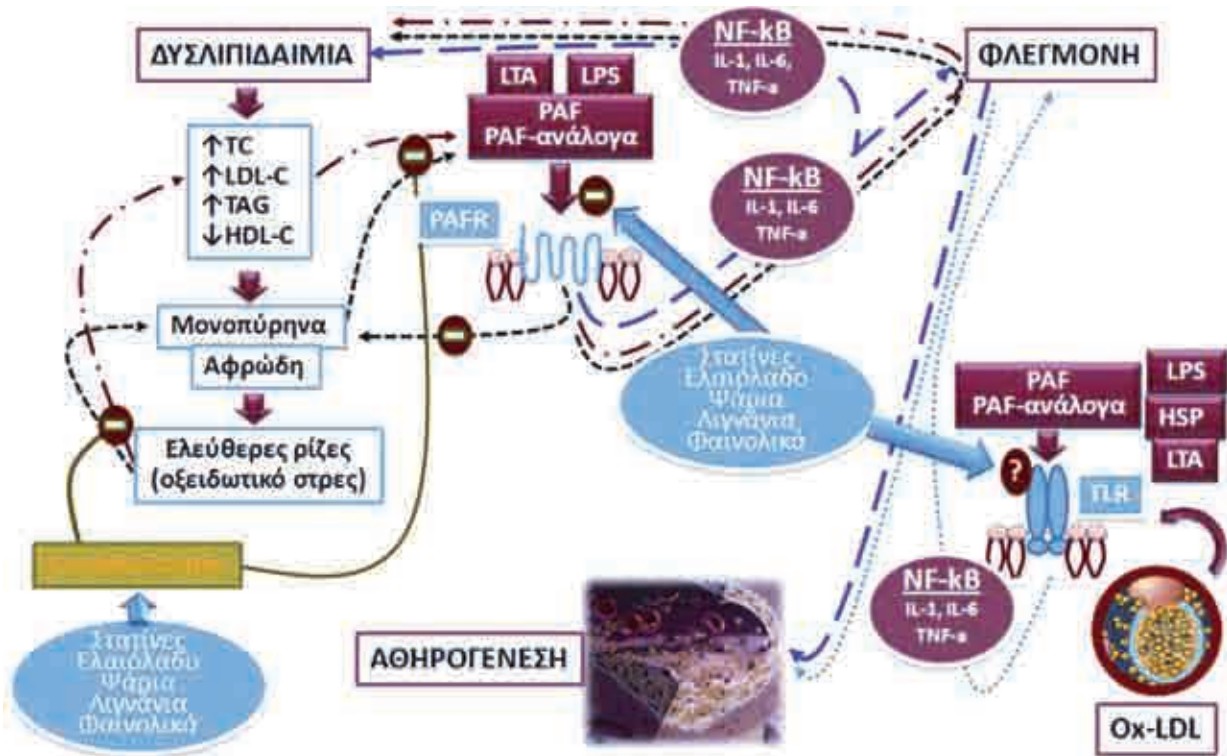 ΔΥΣΛΙΠΙΔΑΙΜΙΑ
↑TC
↑LDL-C
↑TAG
↓HDL-C
Μονοπύρηνα
Αφρώδη
Ελεύθερες ρίζες
(οξειδωτικό στρες)
Στατίνες
Ελαιόλαδο
Ψάρια
Λιγνάνια
Φαινολικά
LTA
LPS
PAF
PAF-ανάλογα
PAFR
NF-kB
IL-1, IL-6,
TNF-a
NF-kB
IL-1, IL-6
TNF-a
ΦΛΕΓΜΟΝΗ
Στατίνες
Ελαιόλαδο
Ψάρια
Λιγνάνια
Φαινολικά
PAF
PAF-ανάλογα
LPS
HSP
LTA
?
TLR
NF-kB
IL-1, IL-6
TNF-a
ΑΘΗΡΟΓΕΝΕΣΗ
Ox-LDL